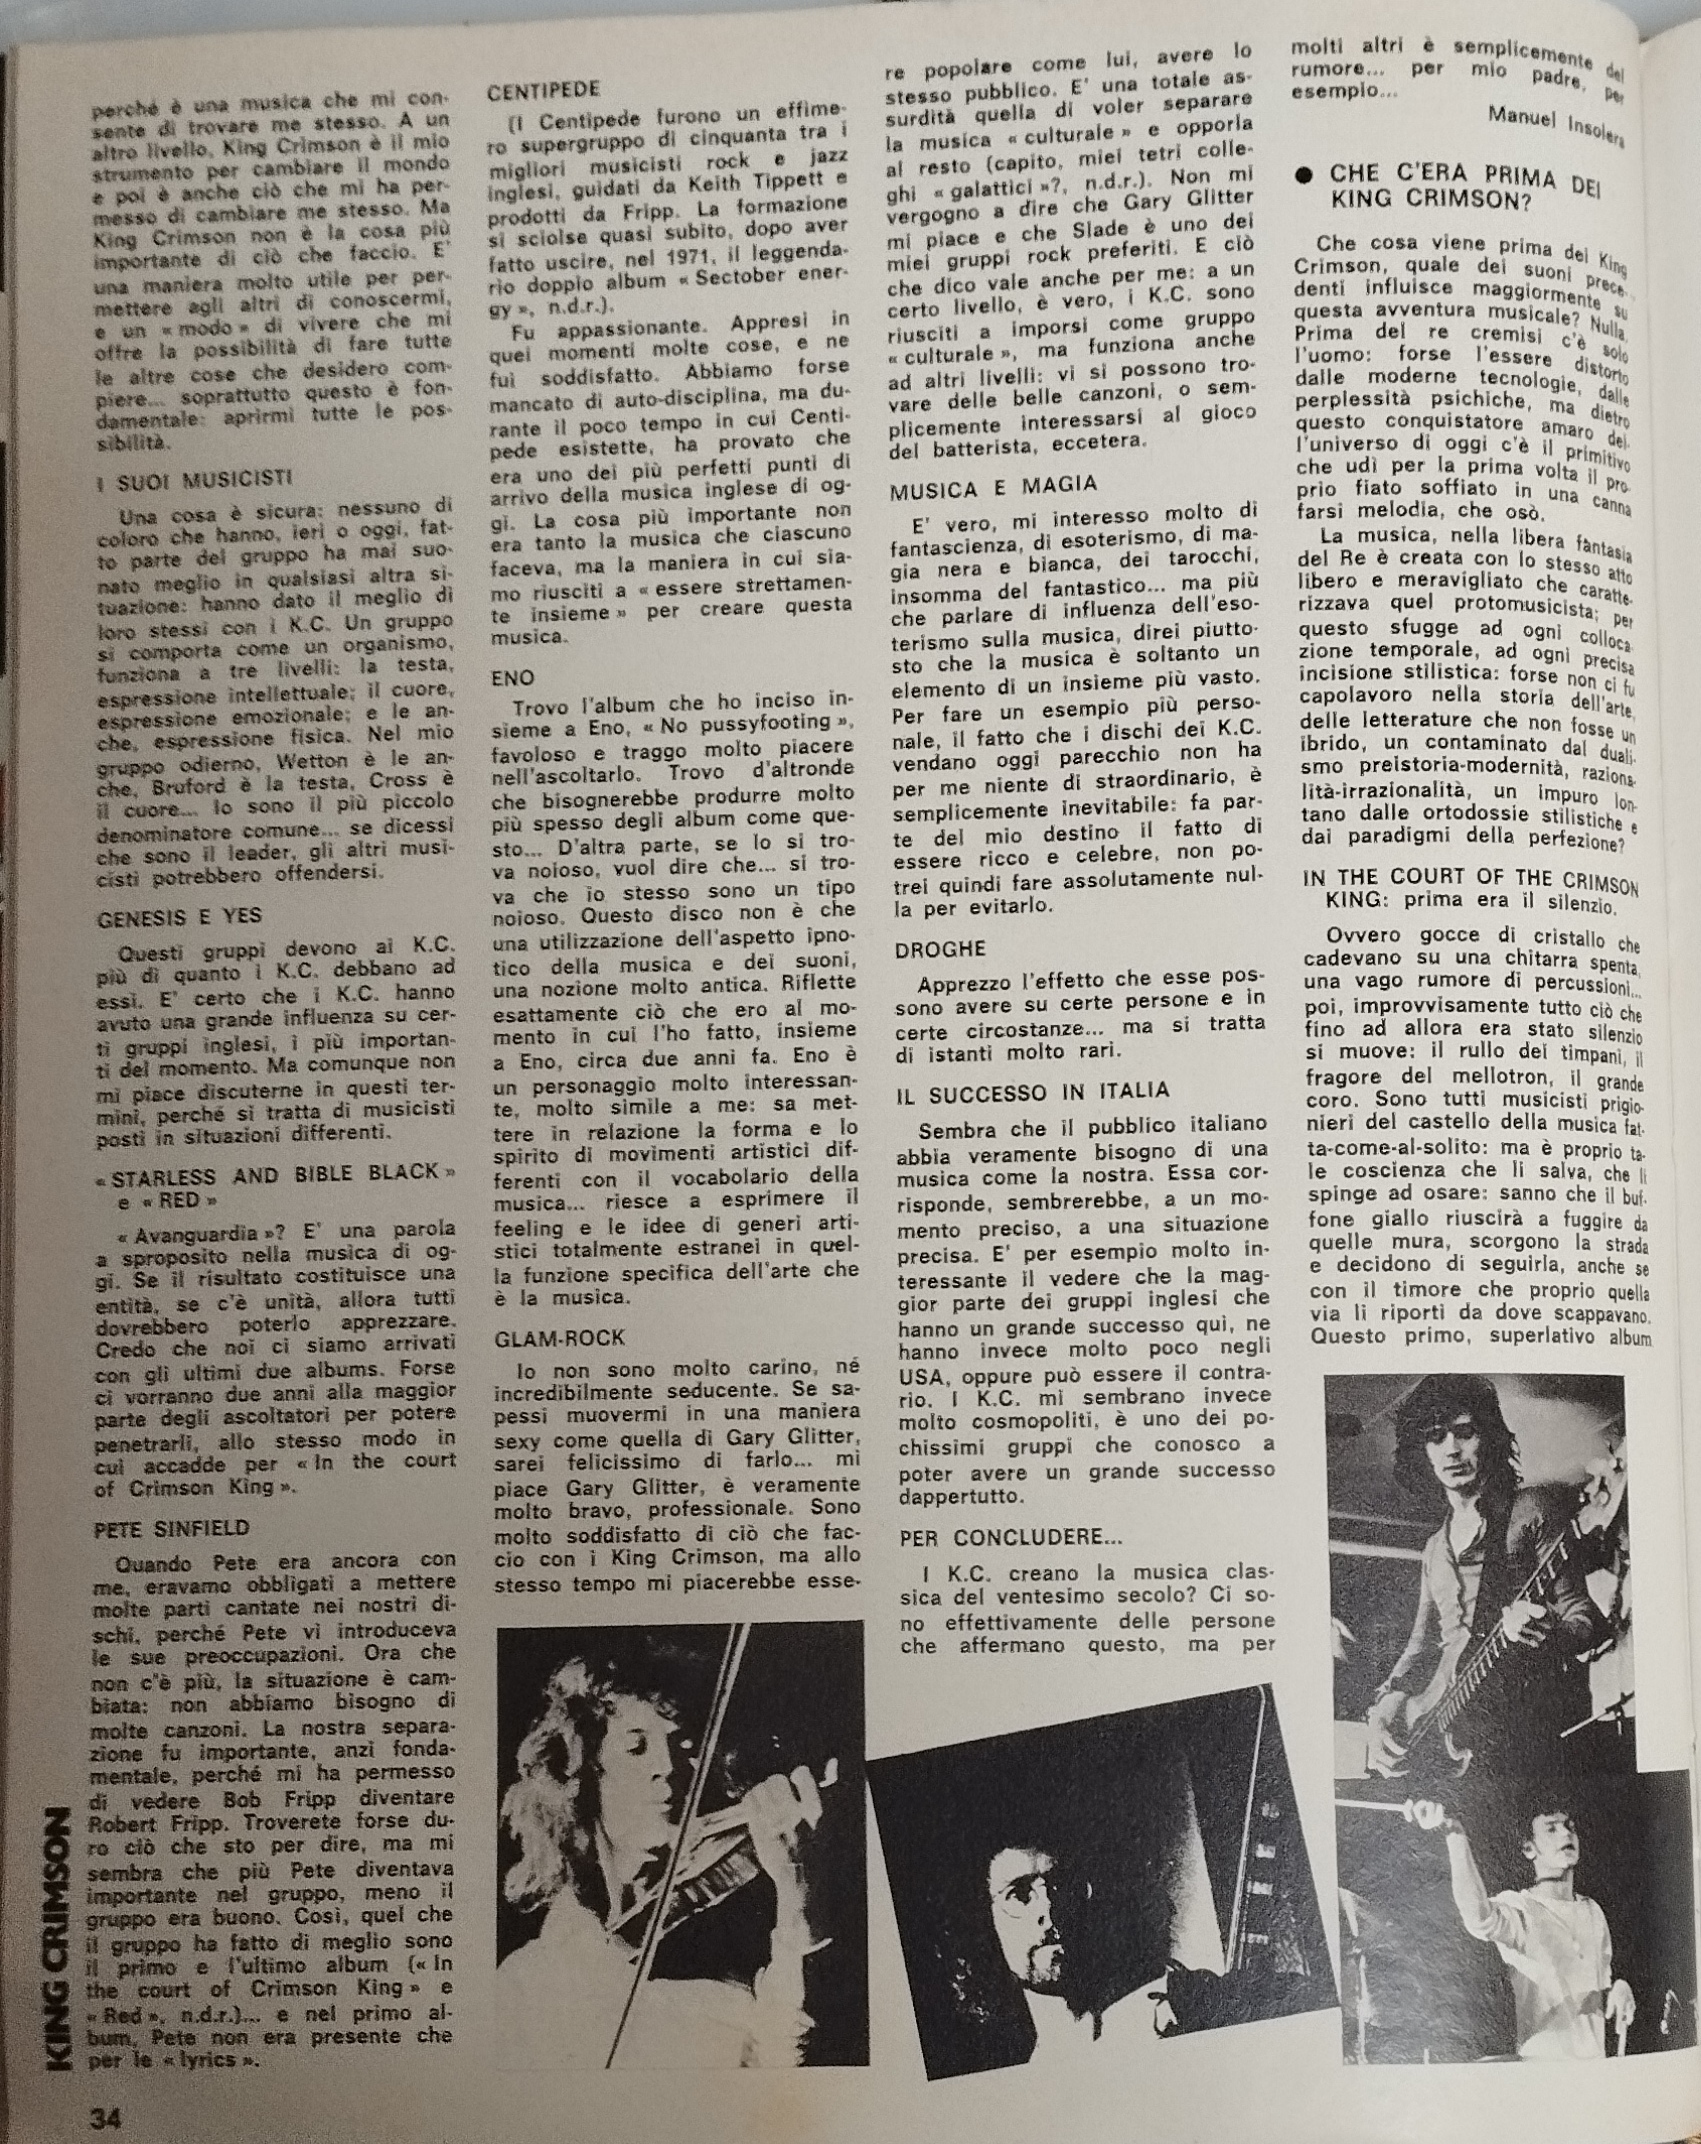 perché è una musica che mi con-
sente di trovare me stesso. A un
altro livello, King Crimson è il mio
strumento per cambiare il mondo
e poi è anche ciò che mi ha per-
messo di cambiare me stesso. Ma
King Crimson non è la cosa più
importante di ciò che faccio. E'
una maniera molto utile per per-
mettere agli altri di conoscermi,
e un « modo » di vivere che mi
offre la possibilità di fare tutte
le altre cose che desidero com-
piere... soprattutto questo è fon-
damentale: aprirmi tutte le pos-
sibilità.
I SUOI MUSICISTI
Una cosa è sicura: nessuno di
coloro che hanno, ieri o oggi, fat-
to parte del gruppo ha mai suo-
nato meglio in qualsiasi altra si-
tuazione: hanno dato il meglio di
loro stessi con i K.C. Un gruppo
si comporta come un organismo,
funziona a tre livelli: la testa,
espressione intellettuale; il cuore,
espressione emozionale; e le an-
che, espressione fisica. Nel mio
gruppo odierno, Wetton è le an-
che, Bruford è la testa, Cross è
il cuore... Io sono il più piccolo
denominatore comune... se dicessi
che sono il leader, gli altri musi-
cisti potrebbero offendersi.
GENESIS E YES
Questi gruppi devono ai K.C.
più di quanto i K.C. debbano ad
essi. E' certo che i K.C. hanno
avuto una grande influenza su cer-
ti gruppi inglesi, i più importan-
ti del momento. Ma comunque non
mi piace discuterne in questi ter-
mini, perché si tratta di musicisti
posti in situazioni differenti.
« STARLESS AND BIBLE BLACK »
e « RED »
« Avanguardia »? E' una parola
a sproposito nella musica di og-
gi. Se il risultato costituisce una
entità, se c'è unità, allora tutti
dovrebbero poterlo apprezzare.
Credo che noi ci siamo arrivati
con gli ultimi due albums. Forse
ci vorranno due anni alla maggior
parte degli ascoltatori per potere
penetrarli, allo stesso modo in
cui accadde per « In the court
of Crimson King ».
PETE SINFIELD
Quando Pete era ancora con
me, eravamo obbligati a mettere
molte parti cantate nei nostri di-
schi, perché Pete vi introduceva
le sue preoccupazioni. Ora che
non c'è più, la situazione è cam-
biata: non abbiamo bisogno di
molte canzoni. La nostra separa-
zione fu importante, anzi fonda-
mentale, perché mi ha permesso
di vedere Bob Fripp diventare
Robert Fripp. Troverete forse du-
ro ciò che sto per dire, ma mi
sembra che più Pete diventava
importante nel gruppo, meno il
gruppo era buono. Così, quel che
il gruppo ha fatto di meglio sono
il primo e l'ultimo album (« In
the court of Crimson King » e
« Red », n.d.r.)... e nel primo al-
bum, Pete non era presente che
per le « lyrics ».
KING CRIMSON
34
CENTIPEDE
(I Centipede furono un effime-
ro supergruppo di cinquanta tra i
migliori musicisti rock e jazz
inglesi, guidati da Keith Tippett e
prodotti da Fripp. La formazione
si sciolse quasi subito, dopo aver
fatto uscire, nel 1971, il leggenda-
rio doppio album « Sectober ener-
gy », n.d.r.).
Fu appassionante. Appresi in
quei momenti molte cose, e ne
fui soddisfatto. Abbiamo forse
mancato di auto-disciplina, ma du-
rante il poco tempo in cui Centi-
pede esistette, ha provato che
era uno dei più perfetti punti di
arrivo della musica inglese di og-
gi. La cosa più importante non
era tanto la musica che ciascuno
faceva, ma la maniera in cui sia-
mo riusciti a « essere strettamen-
te insieme » per creare questa
musica.
ENO
Trovo l'album che ho inciso in-
sieme a Eno, « No pussyfooting »,
favoloso e traggo molto piacere
nell'ascoltarlo. Trovo d'altronde
che bisognerebbe produrre molto
più spesso degli album come que-
sto... D'altra parte, se lo si tro-
va noioso, vuol dire che... si tro-
va che io stesso sono un tipo
noioso. Questo disco non è che
una utilizzazione dell'aspetto ipno-
tico della musica e dei suoni,
una nozione molto antica. Riflette
esattamente ciò che ero al mo-
mento in cui l'ho fatto, insieme
a Eno, circa due anni fa. Eno è
un personaggio molto interessan-
te, molto simile a me: sa met-
tere in relazione la forma e lo
spirito di movimenti artistici dif-
ferenti con il vocabolario della
musica... riesce a esprimere il
feeling e le idee di generi arti-
stici totalmente estranei in quel-
la funzione specifica dell'arte che
è la musica.
GLAM-ROCK
Io non sono molto carino, né
incredibilmente seducente. Se sa-
pessi muovermi in una maniera
sexy come quella di Gary Glitter,
sarei felicissimo di farlo... mi
piace Gary Glitter, è veramente
molto bravo, professionale. Sono
molto soddisfatto di ciò che fac-
cio con i King Crimson, ma allo
stesso tempo mi piacerebbe esse-
re popolare come lui, avere lo
stesso pubblico. E' una totale as-
surdità quella di voler separare
la musica « culturale » e opporla
al resto (capito, miei tetri colle-
ghi « galattici »?, n.d.r.). Non mi
vergogno a dire che Gary Glitter
mi piace e che Slade è uno dei
miei gruppi rock preferiti. E ciò
che dico vale anche per me: a un
certo livello, è vero, i K.C. sono
riusciti a imporsi come gruppo
« culturale », ma funziona anche
ad altri livelli: vi si possono tro-
vare delle belle canzoni, o sem-
plicemente interessarsi al gioco
del batterista, eccetera.
MUSICA E MAGIA
E' vero, mi interesso molto di
fantascienza, di esoterismo, di ma-
gia nera e bianca, dei tarocchi,
insomma del fantastico... ma più
che parlare di influenza dell'eso-
terismo sulla musica, direi piutto-
sto che la musica è soltanto un
elemento di un insieme più vasto.
Per fare un esempio più perso-
nale, il fatto che i dischi dei K.C.
vendano oggi parecchio non ha
per me niente di straordinario, è
semplicemente inevitabile: fa par-
te del mio destino il fatto di
essere ricco e celebre, non po-
trei quindi fare assolutamente nul-
la per evitarlo.
DROGHE
Apprezzo l'effetto che esse pos-
sono avere su certe persone e in
certe circostanze... ma si tratta
di istanti molto rari.
IL SUCCESSO IN ITALIA
Sembra che il pubblico italiano
abbia veramente bisogno di una
musica come la nostra. Essa cor-
risponde, sembrerebbe, a un mo-
mento preciso, a una situazione
precisa. E' per esempio molto in-
teressante il vedere che la mag-
gior parte dei gruppi inglesi che
hanno un grande successo qui, ne
hanno invece molto poco negli
USA, oppure può essere il contra-
rio. I K.C. mi sembrano invece
molto cosmopoliti, è uno dei po-
chissimi gruppi che conosco a
poter avere un grande successo
dappertutto.
PER CONCLUDERE...
I K.C. creano la musica clas-
sica del ventesimo secolo? Ci so-
no effettivamente delle persone
che affermano questo, ma per
molti altri è semplicemente del
rumore... per mio padre, per
esempio...
Manuel Insolera
● CHE C'ERA PRIMA DEI
KING CRIMSON?
Che cosa viene prima dei King
Crimson, quale dei suoni prece-
denti influisce maggiormente su
questa avventura musicale? Nulla.
Prima del re cremisi c'è solo
l'uomo: forse l'essere distorto
dalle moderne tecnologie, dalle
perplessità psichiche, ma dietro
questo conquistatore amaro del-
l'universo di oggi c'è il primitivo
che udì per la prima volta il pro-
prio fiato soffiato in una canna
farsi melodia, che osò.
La musica, nella libera fantasia
del Re è creata con lo stesso atto
libero e meravigliato che caratte-
rizzava quel protomusicista; per
questo sfugge ad ogni colloca-
zione temporale, ad ogni precisa
incisione stilistica: forse non ci fu
capolavoro nella storia dell'arte,
delle letterature che non fosse un
ibrido, un contaminato dal duali-
smo preistoria-modernità, raziona-
lità-irrazionalità, un impuro lon-
tano dalle ortodossie stilistiche e
dai paradigmi della perfezione?
IN THE COURT OF THE CRIMSON
KING: prima era il silenzio.
Ovvero gocce di cristallo che
cadevano su una chitarra spenta,
una vago rumore di percussioni...
poi, improvvisamente tutto ciò che
fino ad allora era stato silenzio
si muove: il rullo dei timpani, il
fragore del mellotron, il grande
coro. Sono tutti musicisti prigio-
nieri del castello della musica fat-
ta-come-al-solito: ma è proprio ta-
le coscienza che li salva, che li
spinge ad osare: sanno che il buf-
fone giallo riuscirà a fuggire da
quelle mura, scorgono la strada
e decidono di seguirla, anche se
con il timore che proprio quella
via li riporti da dove scappavano.
Questo primo, superlativo album